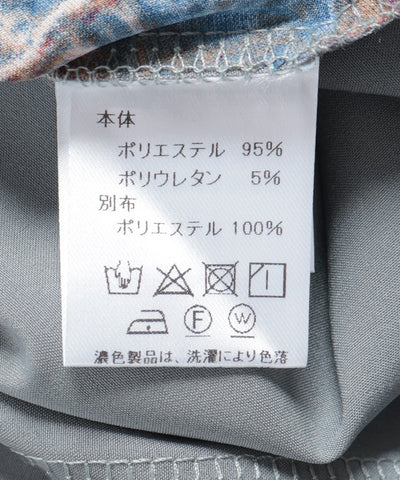 本体
ポリエステル 95%
ポリウレタン 5%
別布
ポリエステル 100%
F W
濃色製品は、洗濯により色落